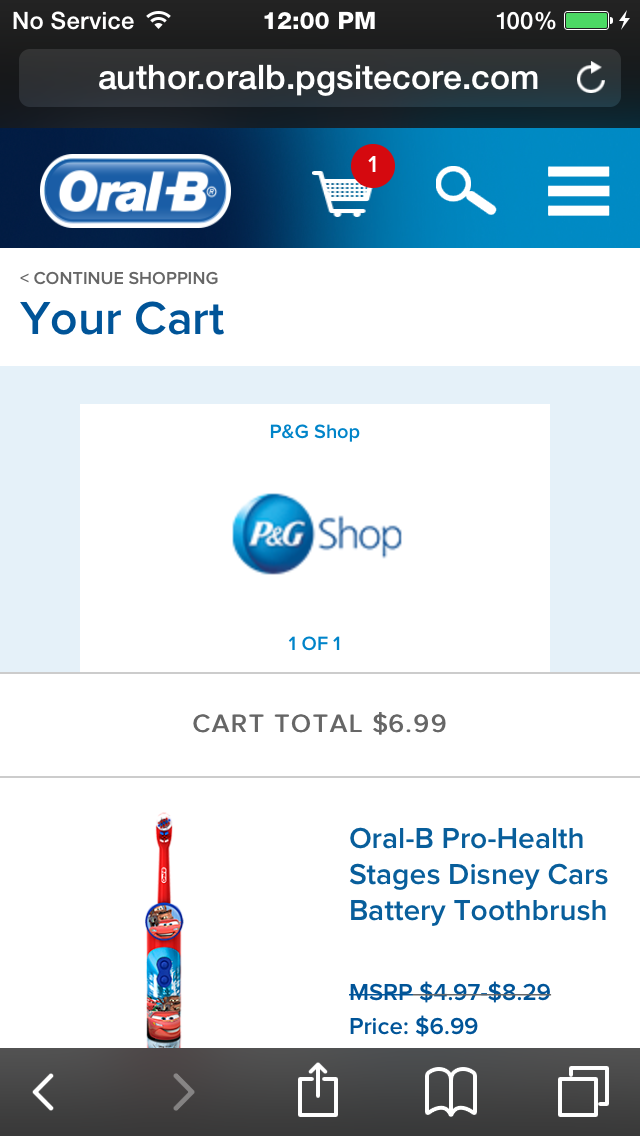 No Service 12:00 PM 100%
author.oralb.pgsitecore.com
Oral-B® 1
< CONTINUE SHOPPING
Your Cart
P&G Shop
P&G Shop
1 OF 1
CART TOTAL $6.99
Oral-B Pro-Health
Stages Disney Cars
Battery Toothbrush
Oral-B
MSRP $4.97-$8.29
Price: $6.99